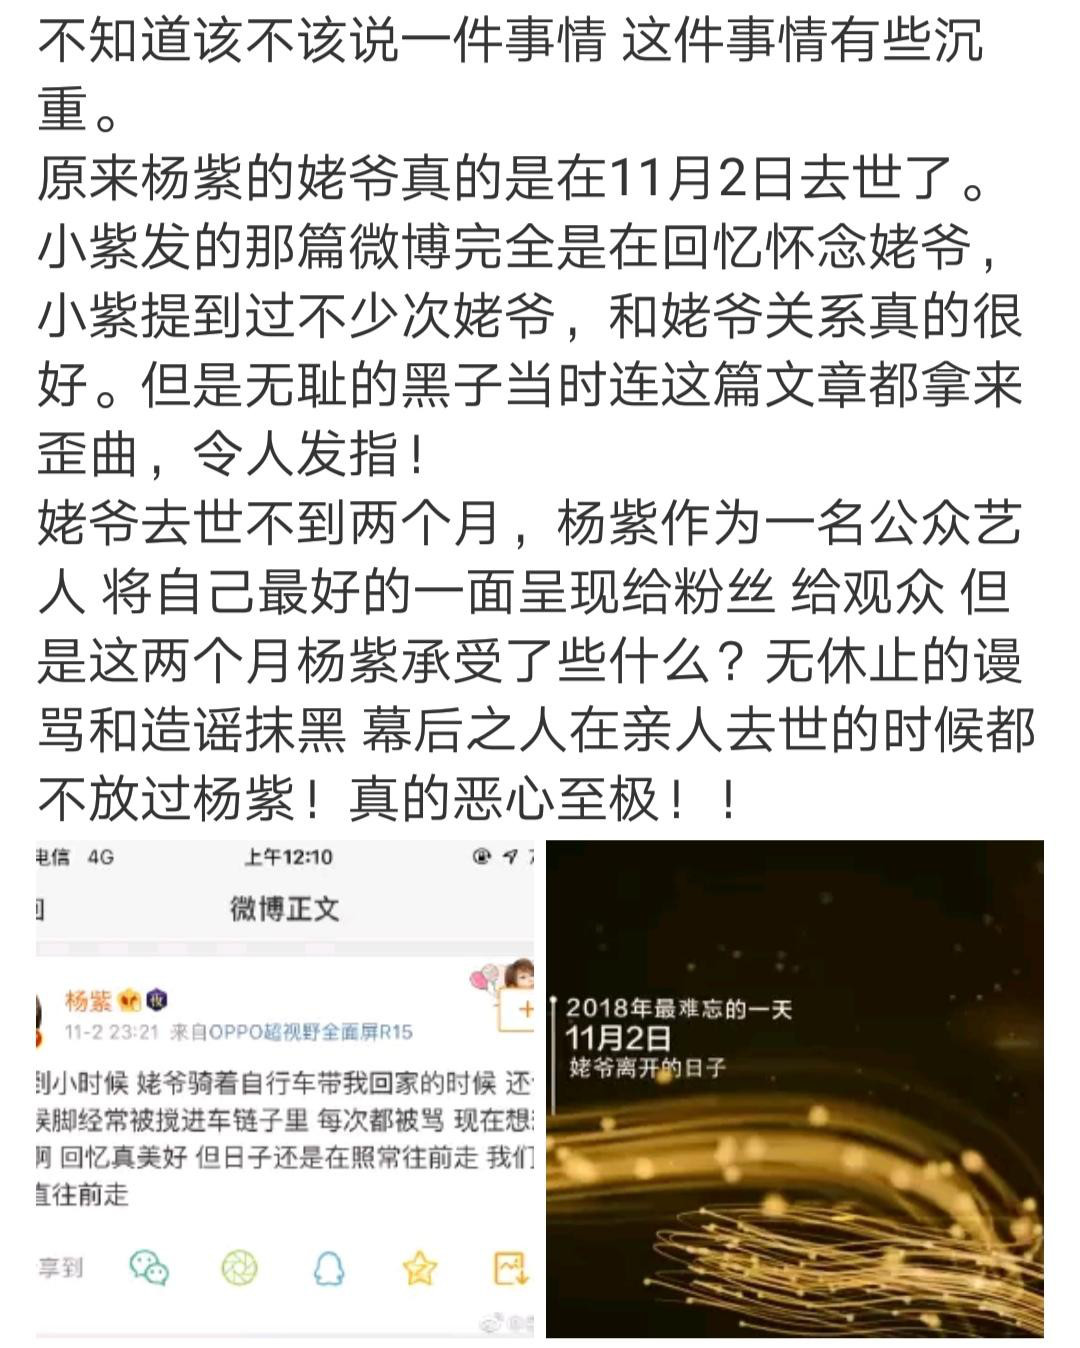 不知道该不该说一件事情 这件事情有些沉
重。
原来杨紫的姥爷真的是在11月2日去世了。
小紫发的那篇微博完全是在回忆怀念姥爷，
小紫提到过不少次姥爷，和姥爷关系真的很
好。但是无耻的黑子当时连这篇文章都拿来
歪曲，令人发指！
姥爷去世不到两个月，杨紫作为一名公众艺
人 将自己最好的一面呈现给粉丝 给观众 但
是这两个月杨紫承受了些什么？无休止的谩
骂和造谣抹黑 幕后之人在亲人去世的时候都
不放过杨紫！真的恶心至极！！
电信 4G 上午12:10
微博正文
杨紫
11-2 23:21 来自OPPO超视野全面屏R15
到小时候 姥爷骑着自行车带我回家的时候 还
候脚经常被搅进车链子里 每次都被骂 现在想
啊 回忆真美好 但日子还是在照常往前走 我们
直往前走
享到
2018年最难忘的一天
11月2日
姥爷离开的日子